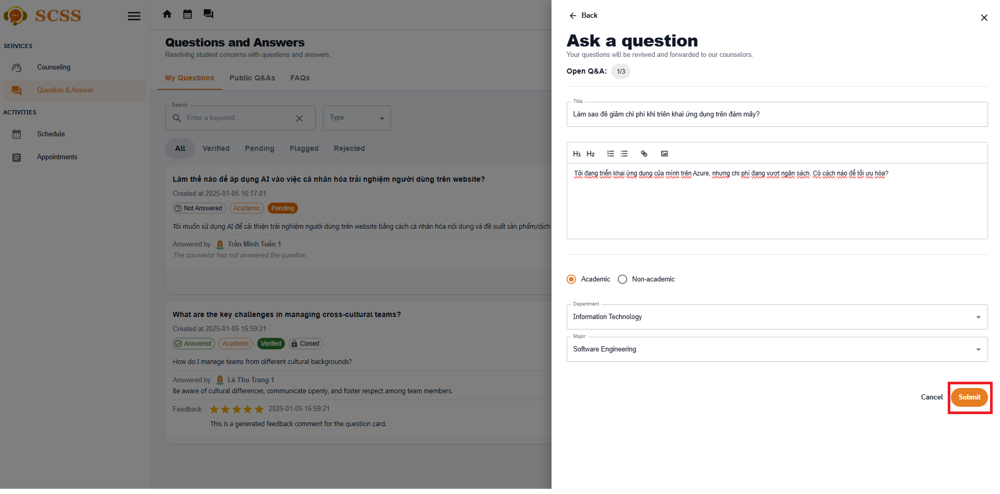 SCSS
SERVICES
Counseling
Question & Answer
ACTIVITIES
Schedule
Appointments
Questions and Answers
Resolving student concerns with questions and answers.
My Questions Public Q&As FAQs
Search
Enter a keyword...
Type
All Verified Pending Flagged Rejected
Làm thế nào để áp dụng AI vào việc cá nhân hóa trải nghiệm người dùng trên website?
Created at 2025-01-05 16:17:01
Not Answered Academic Pending
Tôi muốn sử dụng AI để cải thiện trải nghiệm người dùng trên website bằng cách cá nhân hóa nội dung và đề xuất sản phẩm/dịch
Answered by Trần Minh Tuấn 1
The counselor has not answered the question
What are the key challenges in managing cross-cultural teams?
Created at 2025-01-05 15:59:21
Answered Academic Verified Closed
How do I manage teams from different cultural backgrounds?
Answered by Lê Thu Trang 1
Be aware of cultural differences, communicate openly, and foster respect among team members.
Feedback: 2025-01-05 15:59:21
This is a generated feedback comment for the question card.
Back
Ask a question
Your questions will be reviwed and forwarded to our counselors.
Open Q&A: 1/3
Title
Làm sao để giảm chi phí khi triển khai ứng dụng trên đám mây?
H1 H2
Tôi đang triển khai ứng dụng của mình trên Azure, nhưng chi phí đang vượt ngân sách. Có cách nào để tối ưu hóa?
Academic Non-academic
Department
Information Technology
Major
Software Engineering
Cancel Submit